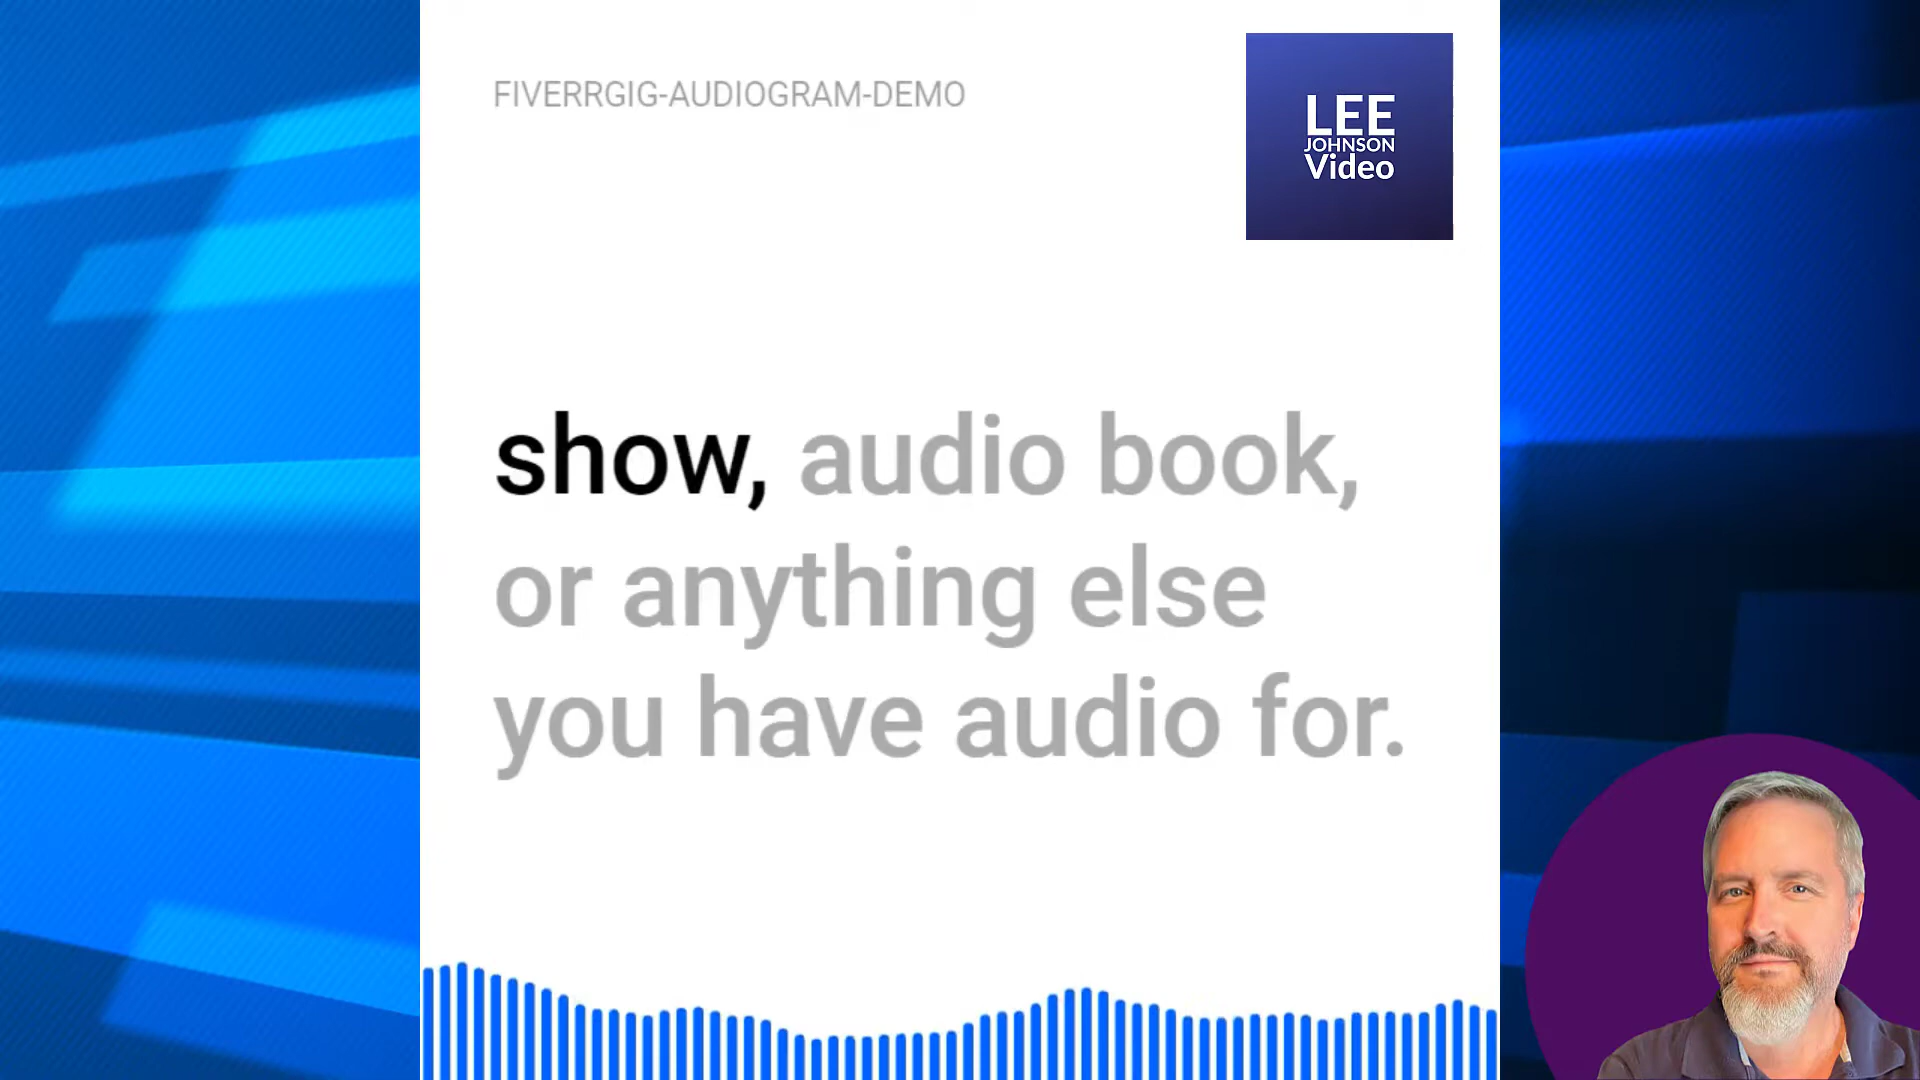 FIVERRGIG-AUDIOGRAM-DEMO
LEE
JOHNSON
Video
show, audio book,
or anything else
you have audio for.